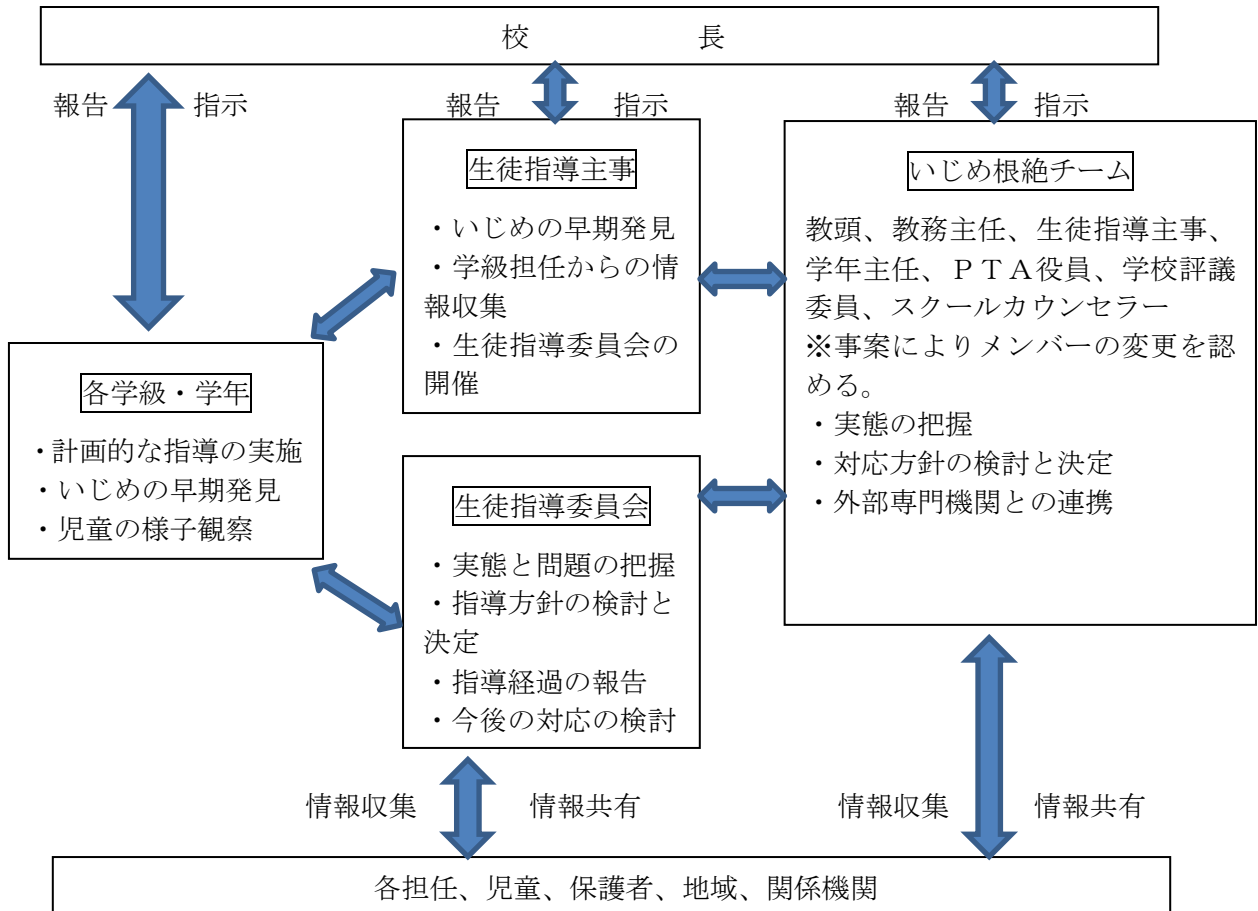 校　　　　長
報告　指示
報告　指示
報告　指示
生徒指導主事
・いじめの早期発見
・学級担任からの情
報収集
・生徒指導委員会の
開催
いじめ根絶チーム
教頭、教務主任、生徒指導主事、
学年主任、ＰＴＡ役員、学校評議
委員、スクールカウンセラー
※事案によりメンバーの変更を認
める。
・実態の把握
・対応方針の検討と決定
・外部専門機関との連携
各学級・学年
・計画的な指導の実施
・いじめの早期発見
・児童の様子観察
生徒指導委員会
・実態と問題の把握
・指導方針の検討と
決定
・指導経過の報告
・今後の対応の検討
情報収集　情報共有
情報収集　情報共有
各担任、児童、保護者、地域、関係機関